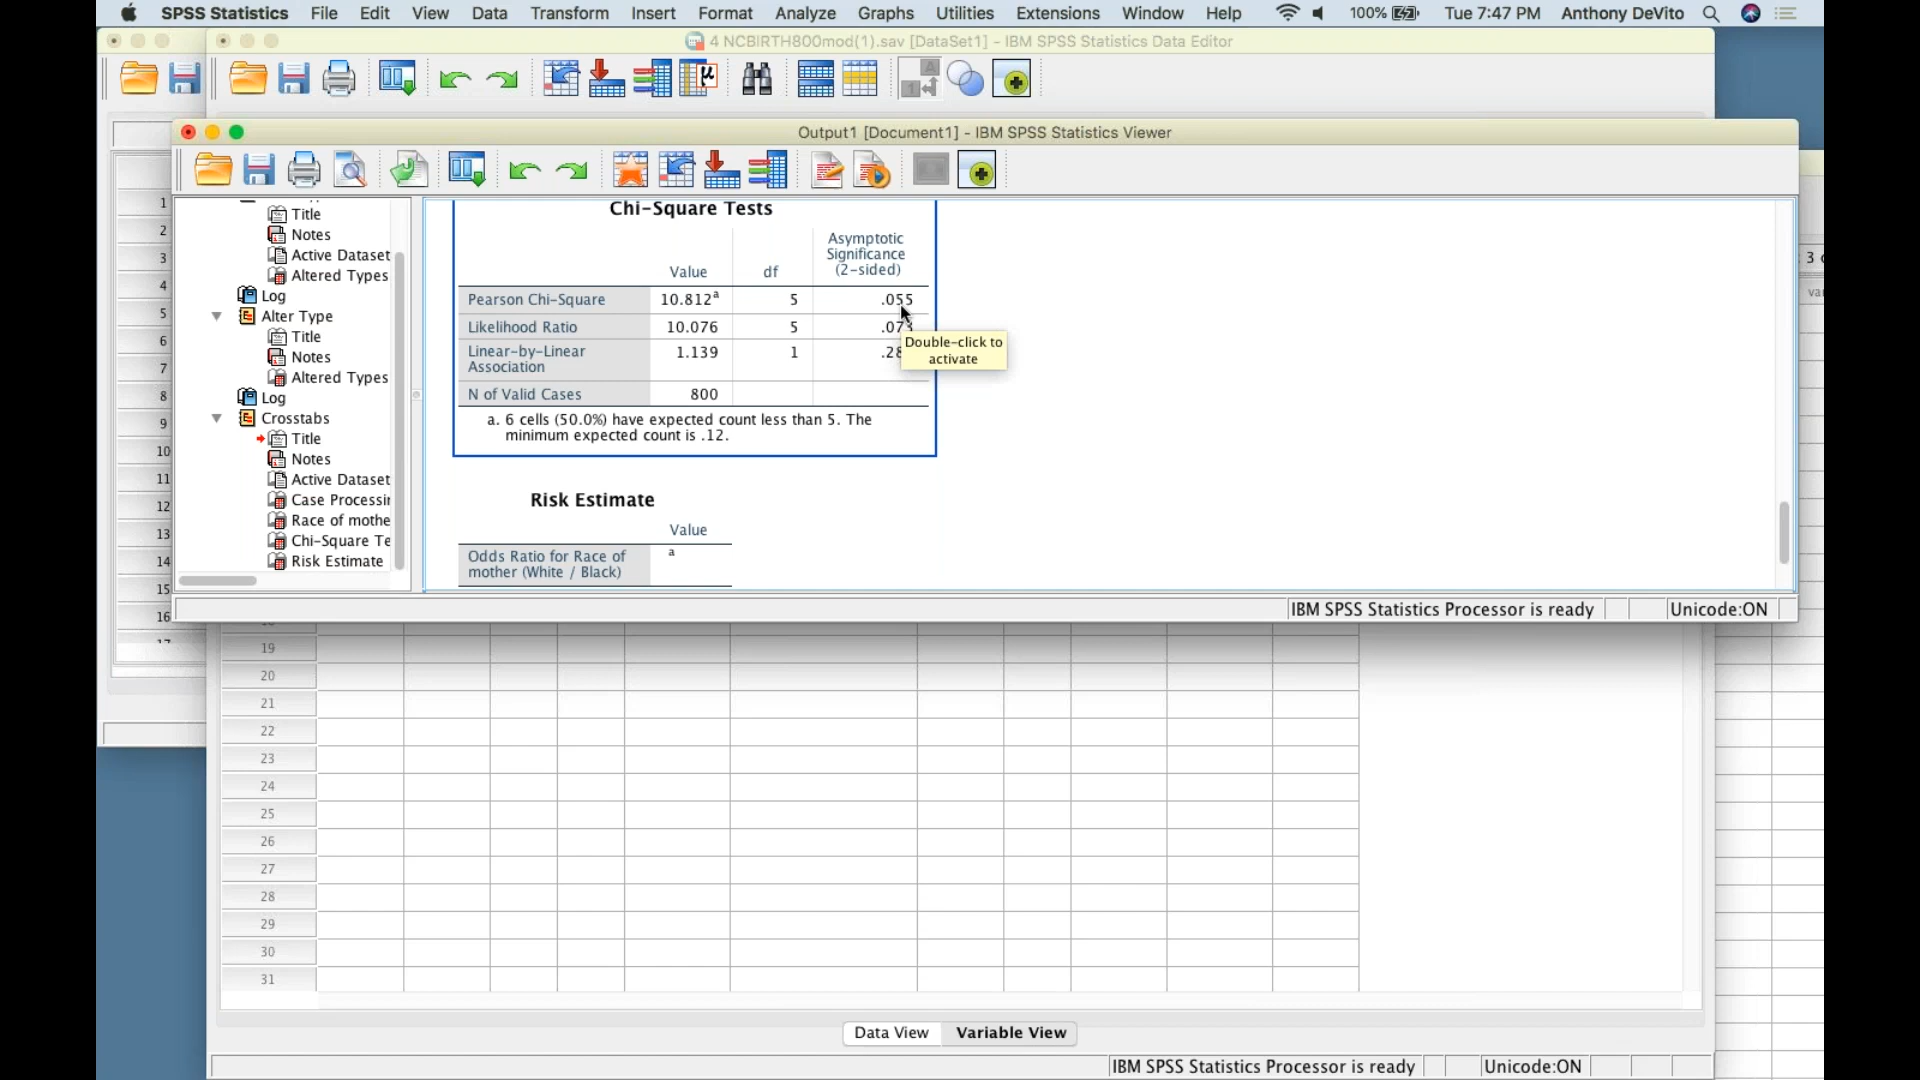 SPSS Statistics File Edit View Data Transform Insert Format Analyze Graphs Utilities Extensions Window Help 100% Tue 7:47 PM Anthony DeVito
4 NCBIRTH800mod(1).sav [DataSet1] - IBM SPSS Statistics Data Editor
Output1 [Document1] - IBM SPSS Statistics Viewer
Title
Notes
Active Dataset
Altered Types
Log
Alter Type
Title
Notes
Altered Types
Log
Crosstabs
Title
Notes
Active Dataset
Case Processin
Race of mothe
Chi-Square Te
Risk Estimate
Chi-Square Tests
Value df Asymptotic Significance (2-sided)
Pearson Chi-Square 10.812a 5 .055
Likelihood Ratio 10.076 5 .073
Linear-by-Linear Association 1.139 1 .28
N of Valid Cases 800
a. 6 cells (50.0%) have expected count less than 5. The
minimum expected count is .12.
Double-click to
activate
Risk Estimate
Value
Odds Ratio for Race of a
mother (White / Black)
IBM SPSS Statistics Processor is ready Unicode:ON
1
2
3
4
5
6
7
8
9
10
11
12
13
14
15
16
17
19
20
21
22
23
24
25
26
27
28
29
30
31
Data View Variable View
IBM SPSS Statistics Processor is ready Unicode:ON